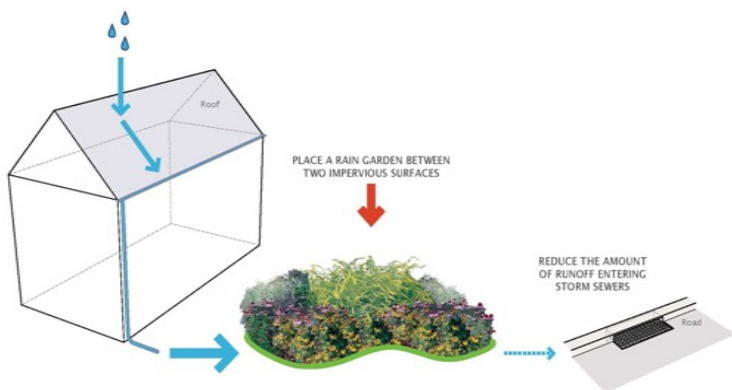 Roof
PLACE A RAIN GARDEN BETWEEN
TWO IMPERVIOUS SURFACES
REDUCE THE AMOUNT
OF RUNOFF ENTERING
STORM SEWERS
Road